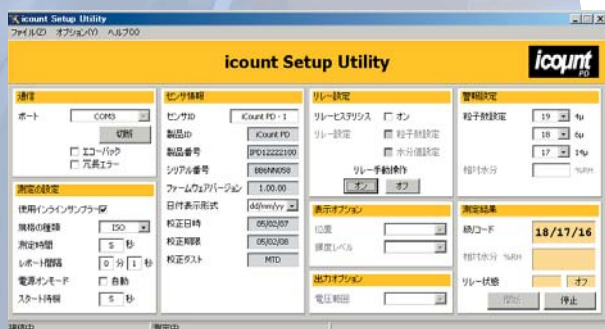 icount Setup Utility
ファイル(Z) オプション(Y) ヘルプ(X)
icount Setup Utility
icount PD
通信
ポート COM3
切断
エコーバック
冗長エラー
測定の設定
使用インラインサンプラー
規格の種類 ISO
測定時間 5 秒
レポート間隔 0 分 1 秒
電源オンモード 自動
スタート待機 5 秒
センサ情報
センサID iCount PD - 1
製品ID iCount PD
製品番号 IPD12222100
シリアル番号 886NN058
ファームウェアバージョン 1.00.00
日付表示形式 dd/mm/yy
校正日時 05/02/07
校正期限 05/02/08
校正ダスト MTD
リレー設定
リレーヒステリシス オン
リレー設定 粒子数設定
水分値設定
リレー手動操作
オン オフ
表示オプション
位置
輝度レベル
出力オプション
電圧範囲
警報設定
粒子数設定 19 4μ
18 6μ
17 14μ
相対水分 %RH
測定結果
級/コード 18/17/16
相対水分 %RH
リレー状態 オフ
開始 停止
接続中 測定中